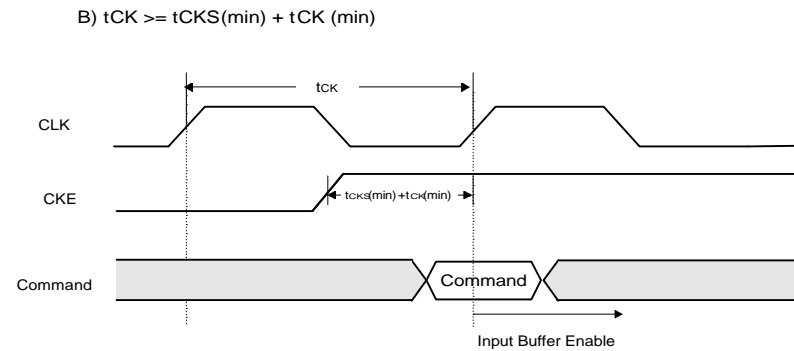 B) tCK >= tCKS(min) + tCK (min)
tCK
CLK
CKE
tCKS(min)+tCK(min)
Command
Command
Input Buffer Enable